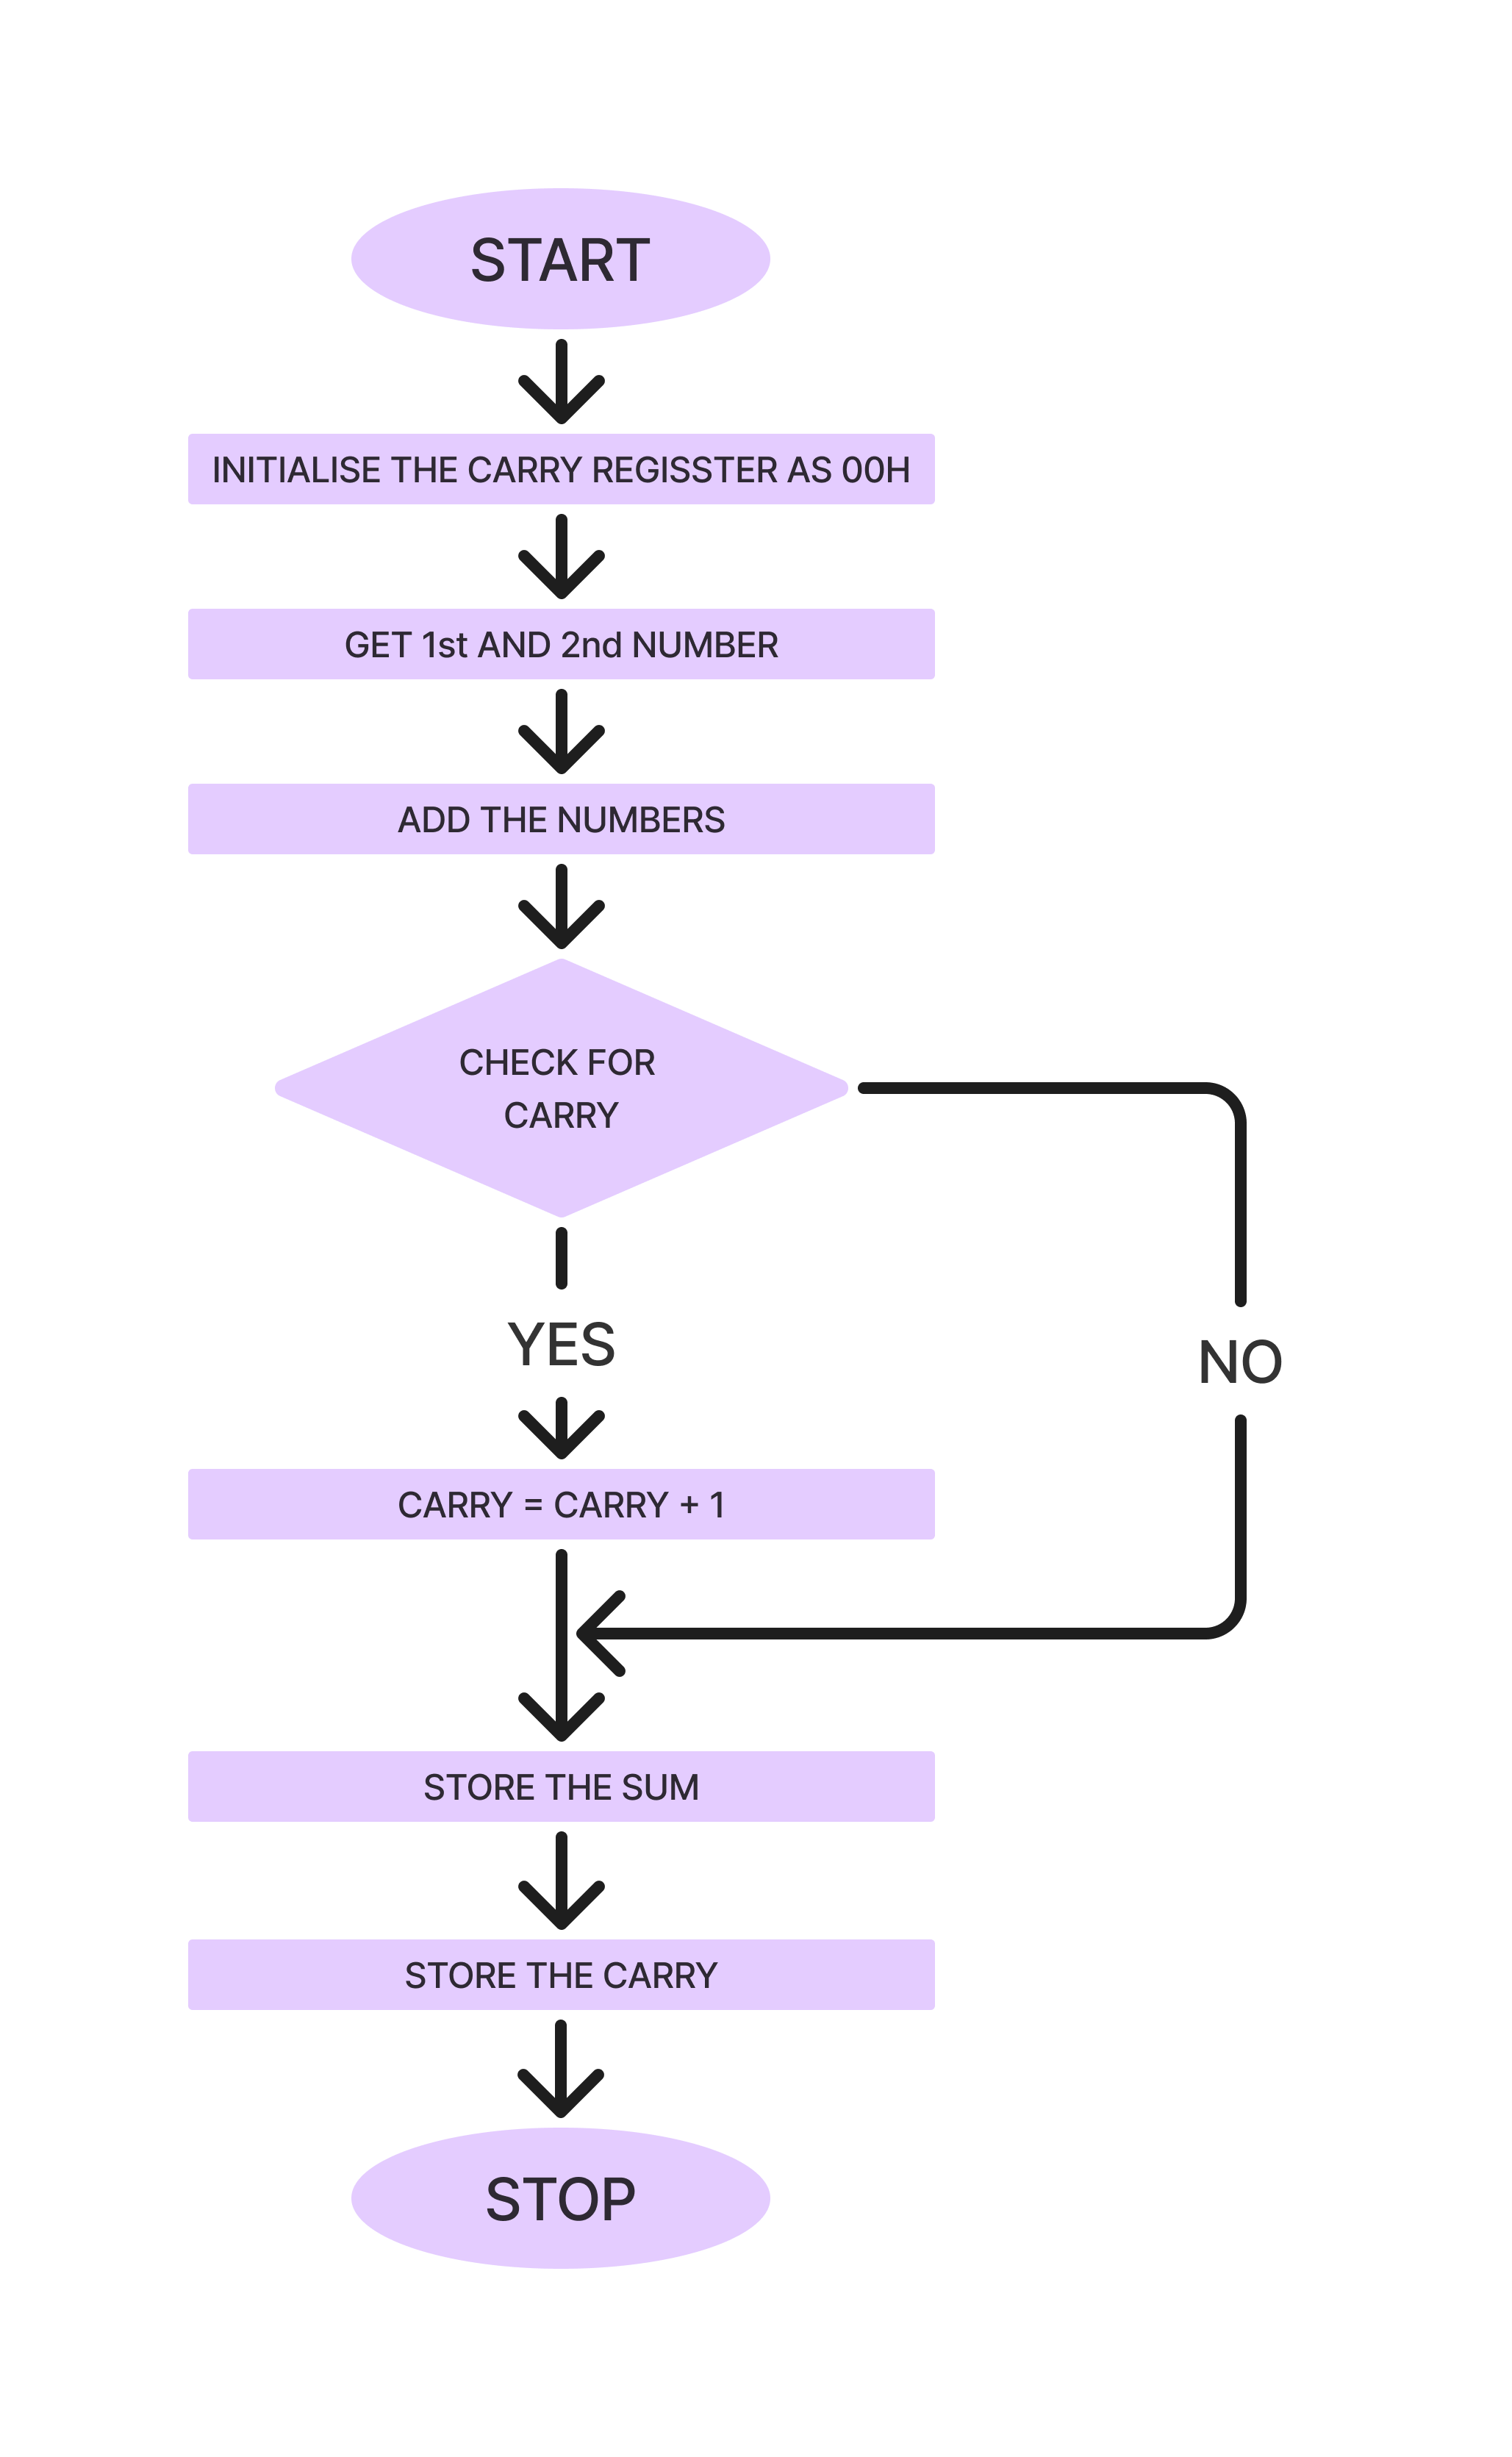 START
INITIALISE THE CARRY REGISSTER AS 00H
GET 1st AND 2nd NUMBER
ADD THE NUMBERS
CHECK FOR
CARRY
YES
NO
CARRY = CARRY + 1
STORE THE SUM
STORE THE CARRY
STOP